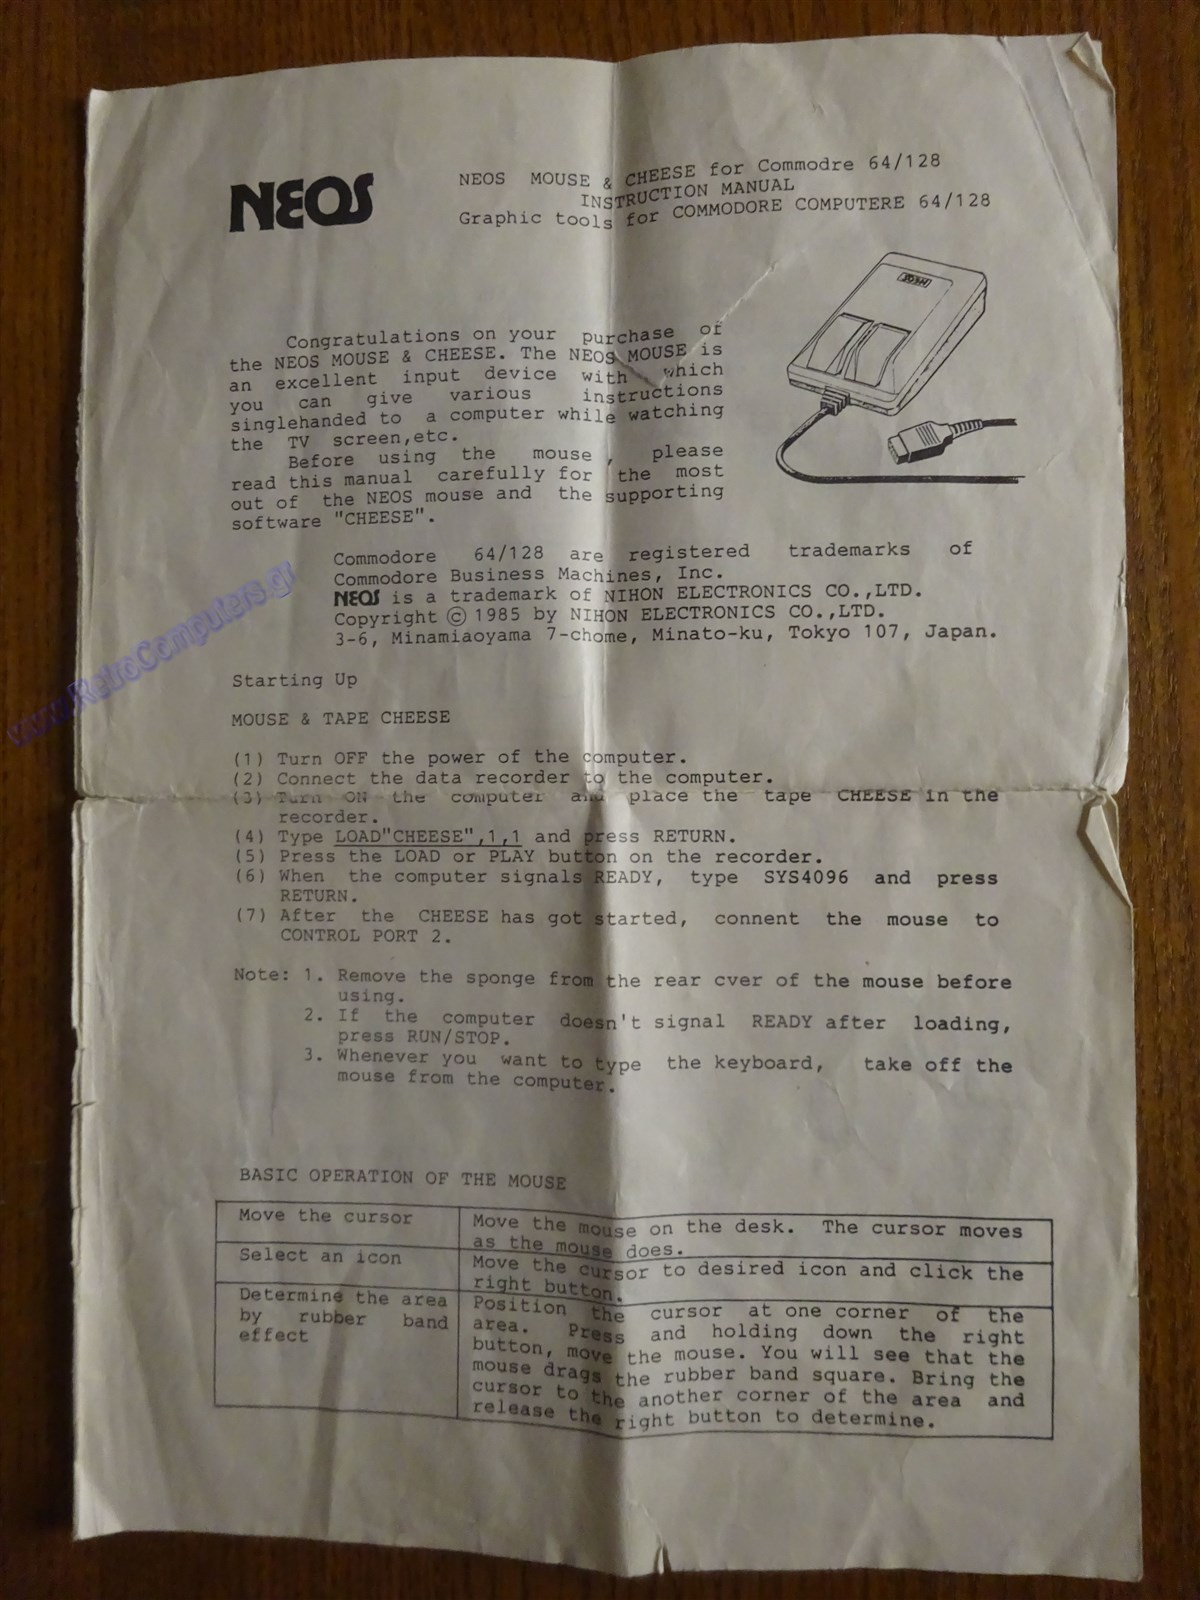 NEOS
NEOS MOUSE & CHEESE for Commodre 64/128
INSTRUCTION MANUAL
Graphic tools for COMMODORE COMPUTERE 64/128
NEOS
Congratulations on your purchase of
the NEOS MOUSE & CHEESE. The NEOS MOUSE is
an excellent input device with which
you can give various instructions
singlehanded to a computer while watching
the TV screen,etc.
Before using the mouse , please
read this manual carefully for the most
out of the NEOS mouse and the supporting
software "CHEESE".
Commodore 64/128 are registered trademarks of
Commodore Business Machines, Inc.
NEOS is a trademark of NIHON ELECTRONICS CO.,LTD.
Copyright © 1985 by NIHON ELECTRONICS CO.,LTD.
3-6, Minamiaoyama 7-chome, Minato-ku, Tokyo 107, Japan.
www.RetroComputers.gr
Starting Up
MOUSE & TAPE CHEESE
(1) Turn OFF the power of the computer.
(2) Connect the data recorder to the computer.
(3) Turn ON the computer and place the tape CHEESE in the
recorder.
(4) Type LOAD"CHEESE",1,1 and press RETURN.
(5) Press the LOAD or PLAY button on the recorder.
(6) When the computer signals READY, type SYS4096 and press
RETURN.
(7) After the CHEESE has got started, connent the mouse to
CONTROL PORT 2.
Note: 1. Remove the sponge from the rear cver of the mouse before
using.
2. If the computer doesn't signal READY after loading,
press RUN/STOP.
3. Whenever you want to type the keyboard, take off the
mouse from the computer.
BASIC OPERATION OF THE MOUSE
Move the cursor
Move the mouse on the desk. The cursor moves
as the mouse does.
Select an icon
Move the cursor to desired icon and click the
right button.
Determine the area
by rubber band
effect
Position the cursor at one corner of the
area. Press and holding down the right
button, move the mouse. You will see that the
mouse drags the rubber band square. Bring the
cursor to the another corner of the area and
release the right button to determine.